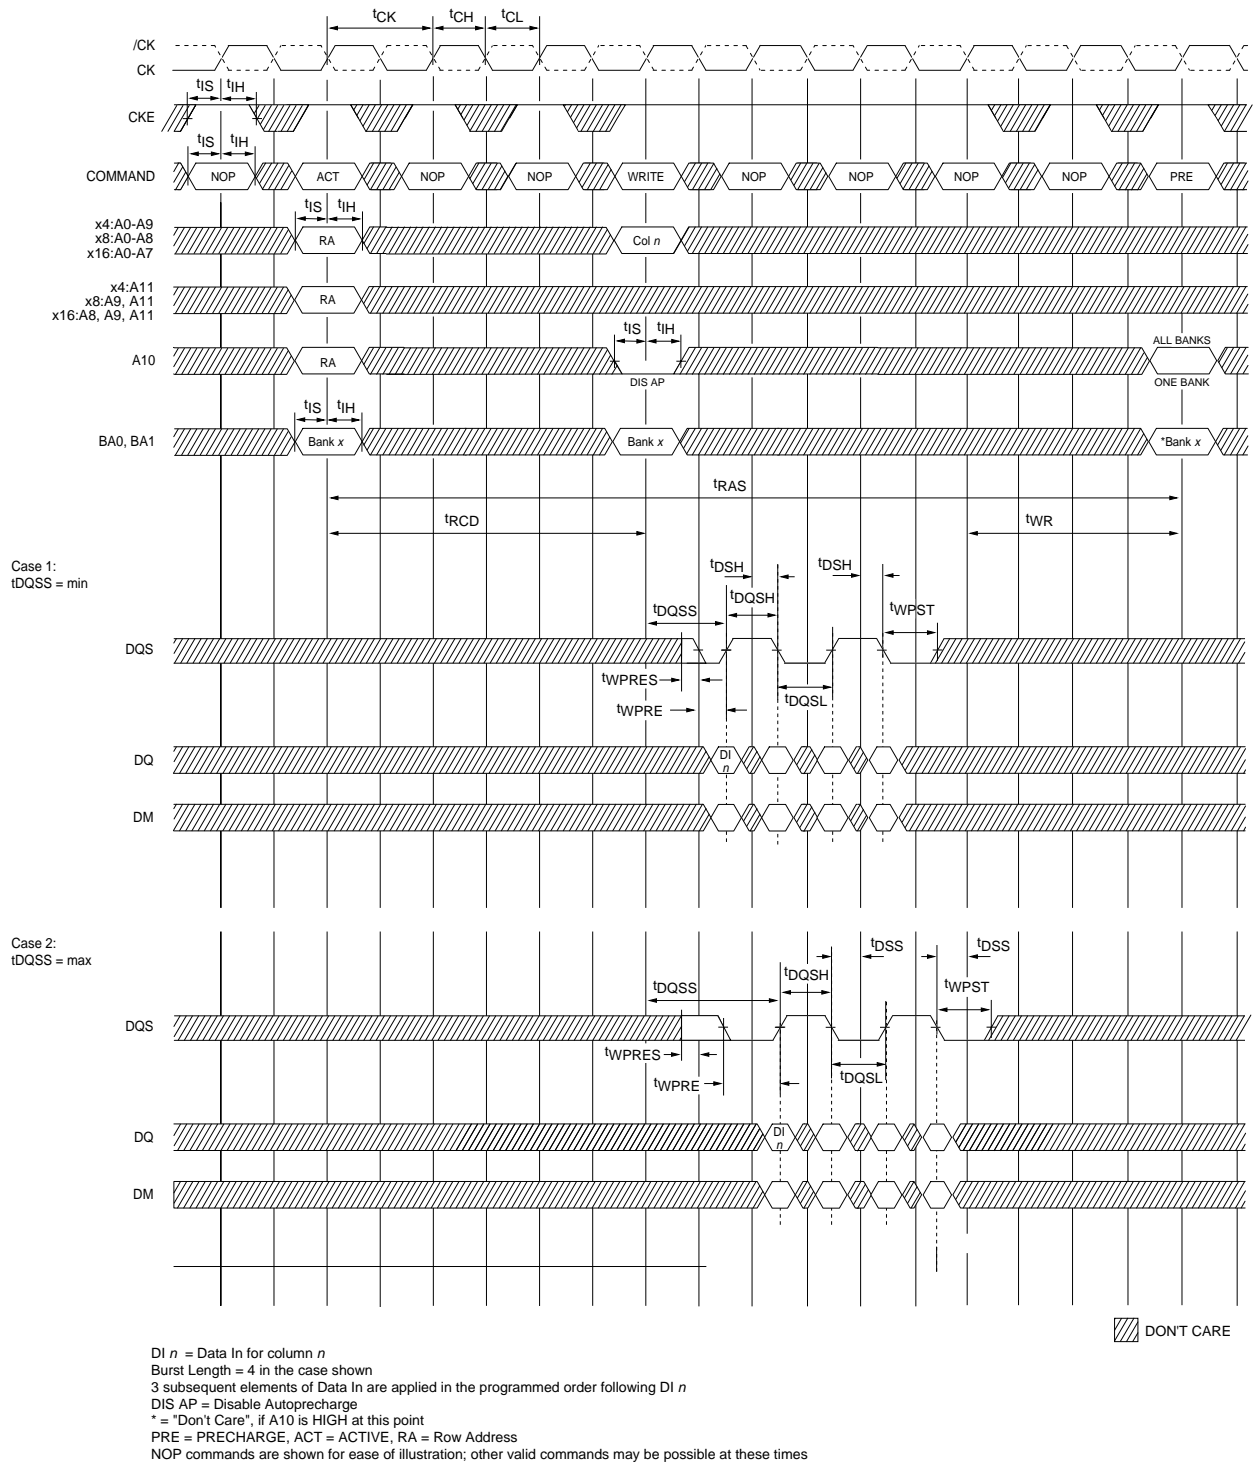 tCK tCH tCL
/CK
CK
tIS tIH
CKE
tIS tIH
COMMAND NOP ACT NOP NOP WRITE NOP NOP NOP NOP PRE
tIS tIH
x4:A0-A9
x8:A0-A8
x16:A0-A7
RA Col n
x4:A11
x8:A9, A11
x16:A8, A9, A11
RA
tIS tIH
A10 RA DIS AP ALL BANKS ONE BANK
tIS tIH
BA0, BA1 Bank x Bank x *Bank x
tRAS
tRCD tWR
Case 1:
tDQSS = min
tDSH tDSH
tDQSH
tDQSS tWPST
DQS
tWPRES
tDQSL
tWPRE
DQ DI n
DM
Case 2:
tDQSS = max
tDSS tDSS
tDQSH
tDQSS tWPST
DQS
tWPRES
tDQSL
tWPRE
DQ DI n
DM
DON'T CARE
DI n = Data In for column n
Burst Length = 4 in the case shown
3 subsequent elements of Data In are applied in the programmed order following DI n
DIS AP = Disable Autoprecharge
* = "Don't Care", if A10 is HIGH at this point
PRE = PRECHARGE, ACT = ACTIVE, RA = Row Address
NOP commands are shown for ease of illustration; other valid commands may be possible at these times